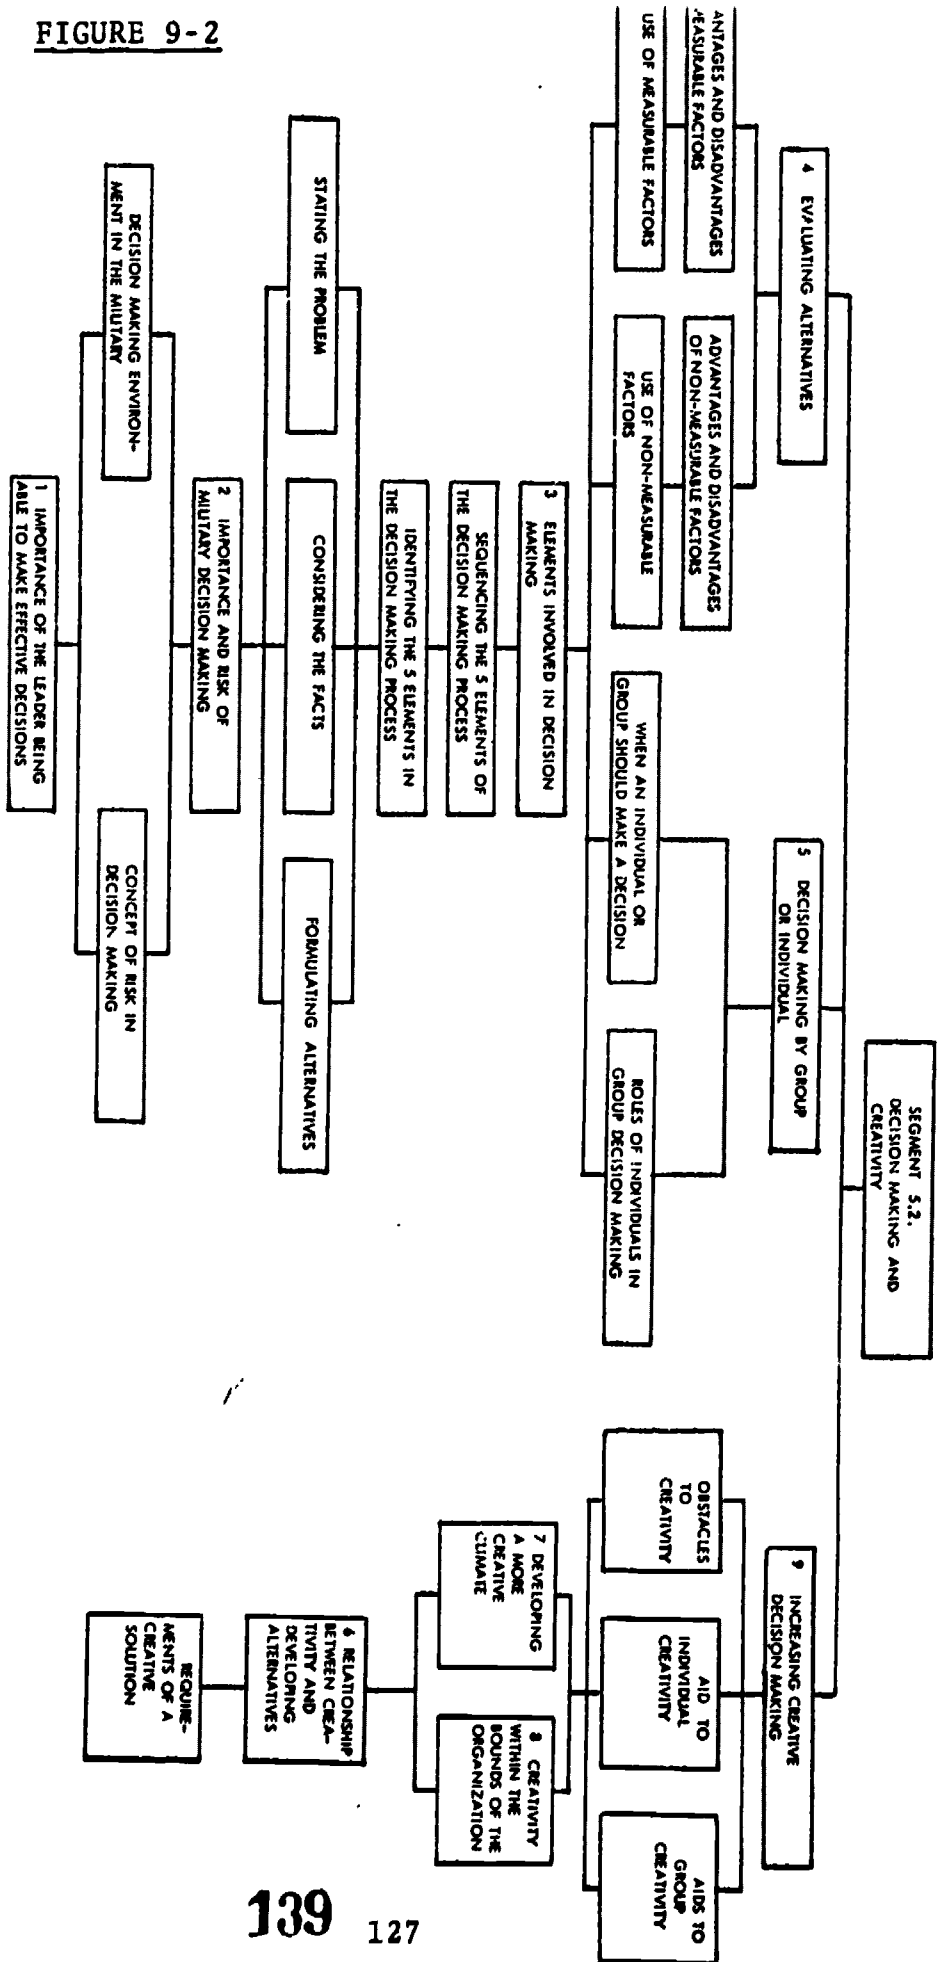 FIGURE 9-2
SEGMENT 5.2.
DECISION MAKING AND
CREATIVITY
4 EVALUATING ALTERNATIVES
5 DECISION MAKING BY GROUP
OR INDIVIDUAL
9 INCREASING CREATIVE
DECISION MAKING
ANTAGES AND DISADVANTAGES
EASURABLE FACTORS
ADVANTAGES AND DISADVANTAGES
OF NON-MEASURABLE FACTORS
USE OF MEASURABLE FACTORS
USE OF NON-MEASURABLE
FACTORS
WHEN AN INDIVIDUAL OR
GROUP SHOULD MAKE A DECISION
ROLES OF INDIVIDUALS IN
GROUP DECISION MAKING
OBSTACLES
TO
CREATIVITY
AID TO
INDIVIDUAL
CREATIVITY
AIDS TO
GROUP
CREATIVITY
3 ELEMENTS INVOLVED IN DECISION
MAKING
SEQUENCING THE 5 ELEMENTS OF
THE DECISION MAKING PROCESS
IDENTIFYING THE 5 ELEMENTS IN
THE DECISION MAKING PROCESS
7 DEVELOPING
A MORE
CREATIVE
CLIMATE
8 CREATIVITY
WITHIN THE
BOUNDS OF THE
ORGANIZATION
STATING THE PROBLEM
CONSIDERING THE FACTS
FORMULATING ALTERNATIVES
6 RELATIONSHIP
BETWEEN CREA-
TIVITY AND
DEVELOPING
ALTERNATIVES
2 IMPORTANCE AND RISK OF
MILITARY DECISION MAKING
DECISION MAKING ENVIRON-
MENT IN THE MILITARY
CONCEPT OF RISK IN
DECISION MAKING
REQUIRE-
MENTS OF A
CREATIVE
SOLUTION
1 IMPORTANCE OF THE LEADER BEING
ABLE TO MAKE EFFECTIVE DECISIONS
139 127